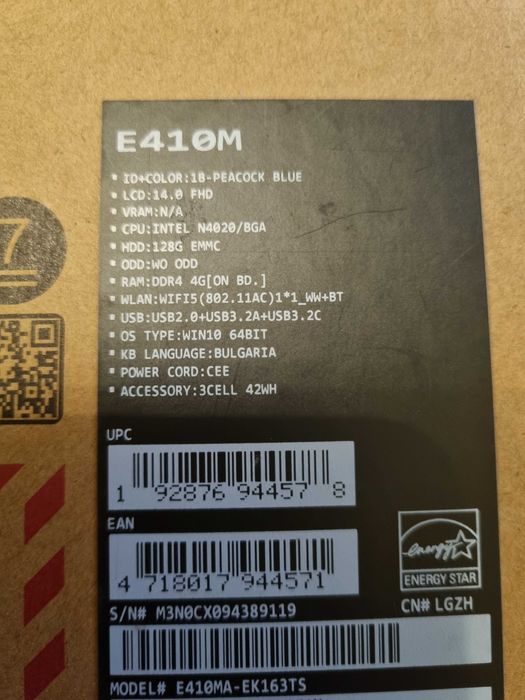 E410M
ID+COLOR:1B-PEACOCK BLUE
LCD:14.0 FHD
VRAM:N/A
CPU:INTEL N4020/BGA
HDD:128G EMMC
ODD:WO ODD
RAM:DDR4 4G[ON BD.]
WLAN:WIFI5(802.11AC)1*1_WW+BT
USB:USB2.0+USB3.2A+USB3.2C
OS TYPE:WIN10 64BIT
KB LANGUAGE:BULGARIA
POWER CORD:CEE
ACCESSORY:3CELL 42WH
7
UPC
1 92876 94457 8
EAN
4 718017 944571
energy
ENERGY STAR
S/N# M3N0CX094389119
CN# LGZH
MODEL# E410MA-EK163TS